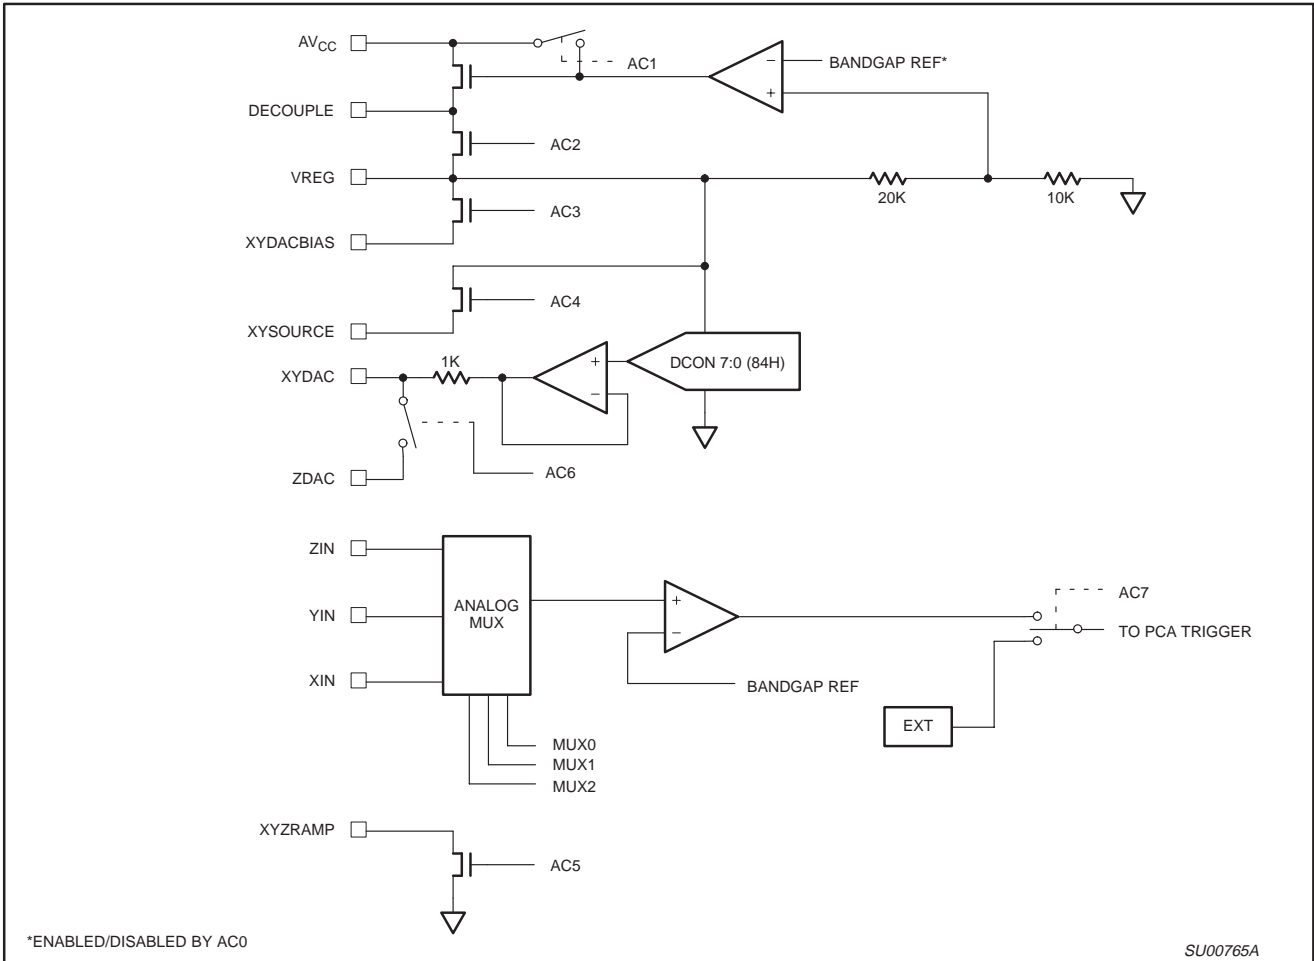 AVCC
AC1
BANDGAP REF*
DECOUPLE
AC2
VREG
20K
10K
AC3
XYDACBIAS
AC4
XYSOURCE
DCON 7:0 (84H)
1K
XYDAC
AC6
ZDAC
ZIN
AC7
YIN
ANALOG
MUX
TO PCA TRIGGER
XIN
BANDGAP REF
EXT
MUX0
MUX1
MUX2
XYZRAMP
AC5
*ENABLED/DISABLED BY AC0
SU00765A